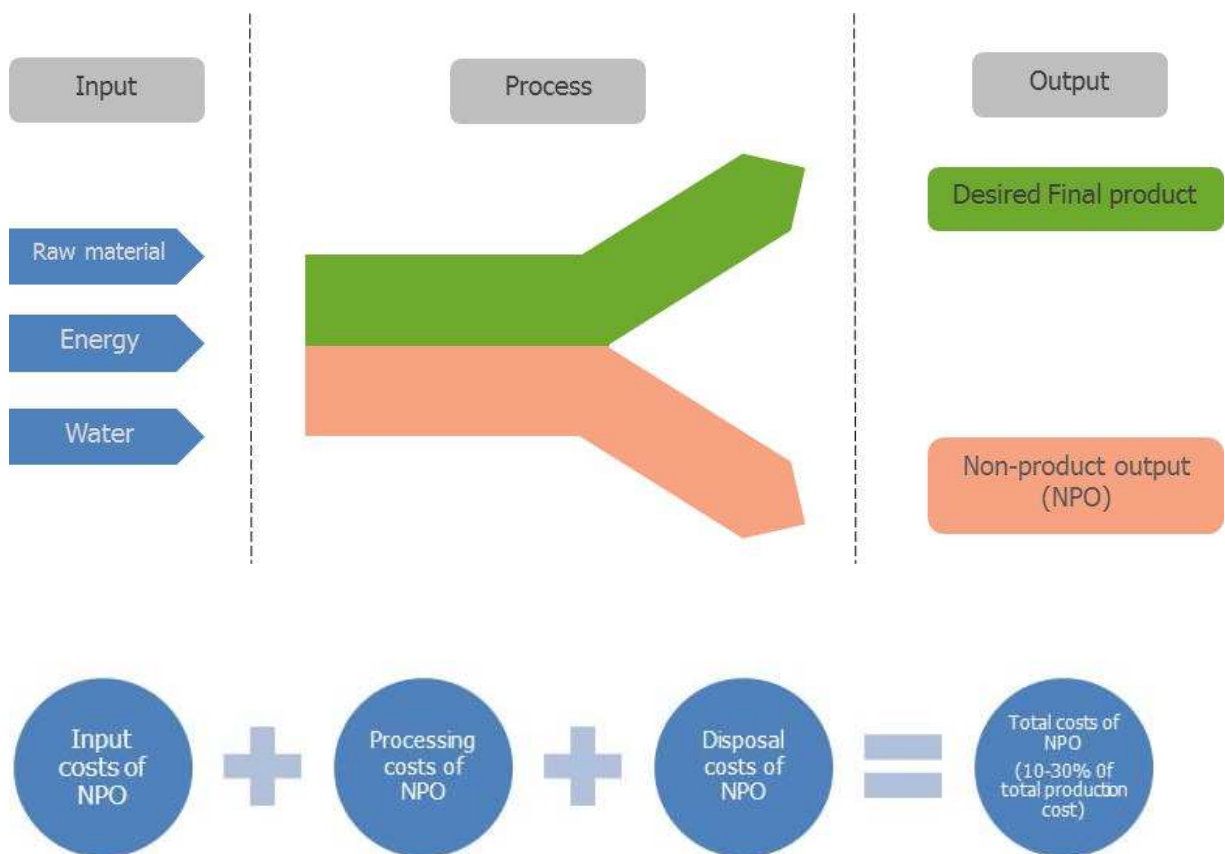 Input
Process
Output
Desired Final product
Raw material
Energy
Water
Non-product output
(NPO)
Input
costs of
NPO
Processing
costs of
NPO
Disposal
costs of
NPO
Total costs of
NPO
(10-30% 0f
total production
cost)